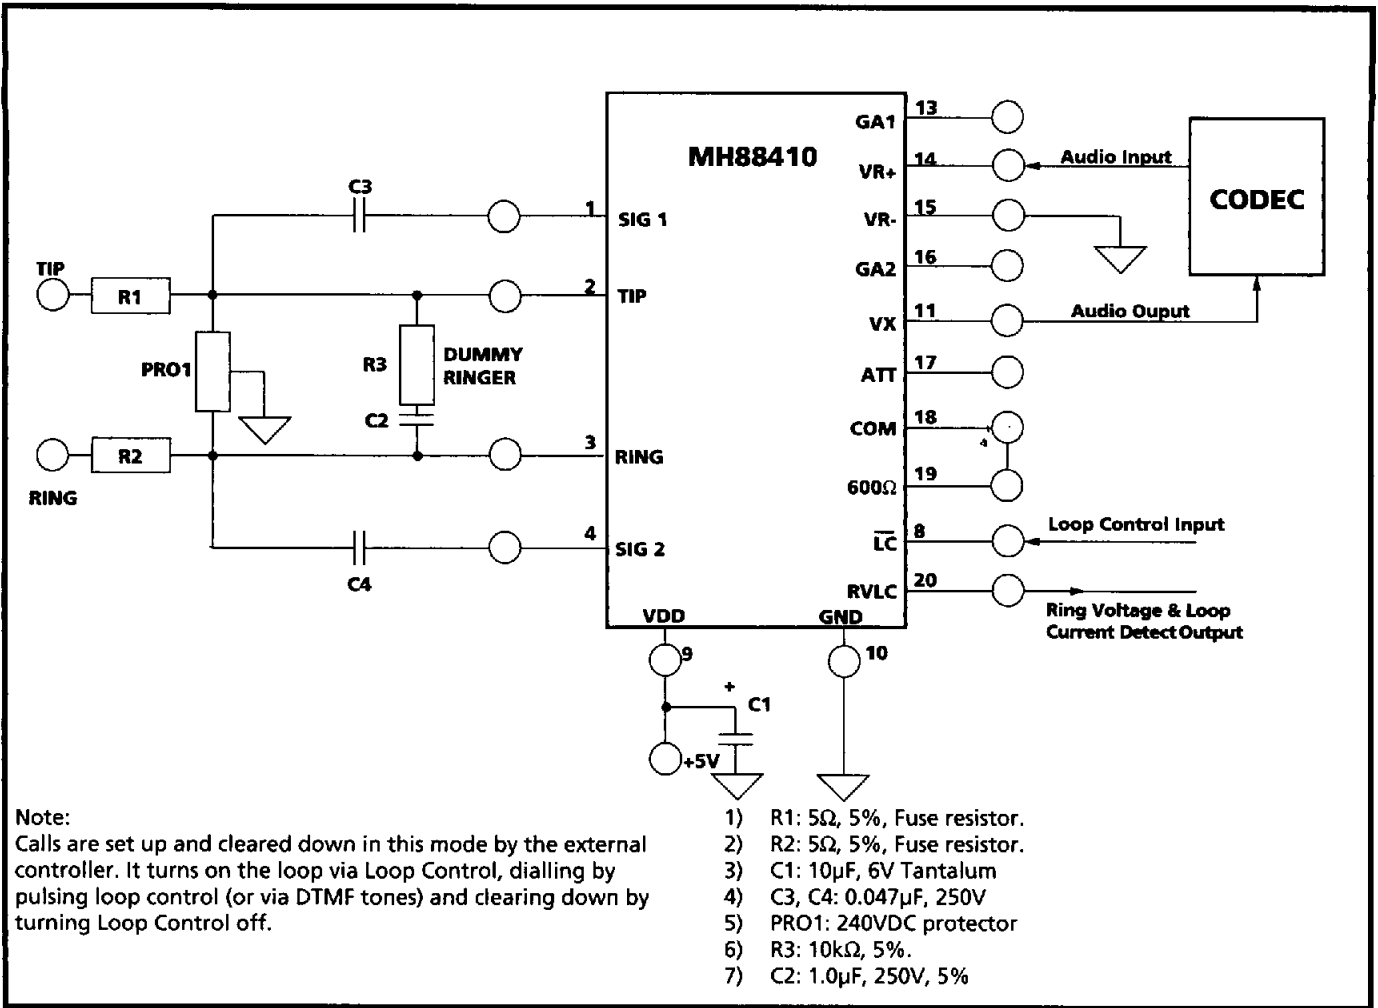 MH88410
C3
1
SIG 1
TIP
R1
2
TIP
PRO1
R3
DUMMY
RINGER
C2
R2
3
RING
RING
4
SIG 2
C4
GA1
13
VR+
14
Audio Input
CODEC
VR-
15
GA2
16
VX
11
Audio Ouput
ATT
17
COM
18
600Ω
19
L̅C̅
8
Loop Control Input
RVLC
20
Ring Voltage & Loop
Current Detect Output
VDD
GND
9
10
+
C1
+5V
Note:
Calls are set up and cleared down in this mode by the external
controller. It turns on the loop via Loop Control, dialling by
pulsing loop control (or via DTMF tones) and clearing down by
turning Loop Control off.
1) R1: 5Ω, 5%, Fuse resistor.
2) R2: 5Ω, 5%, Fuse resistor.
3) C1: 10µF, 6V Tantalum
4) C3, C4: 0.047µF, 250V
5) PRO1: 240VDC protector
6) R3: 10kΩ, 5%.
7) C2: 1.0µF, 250V, 5%